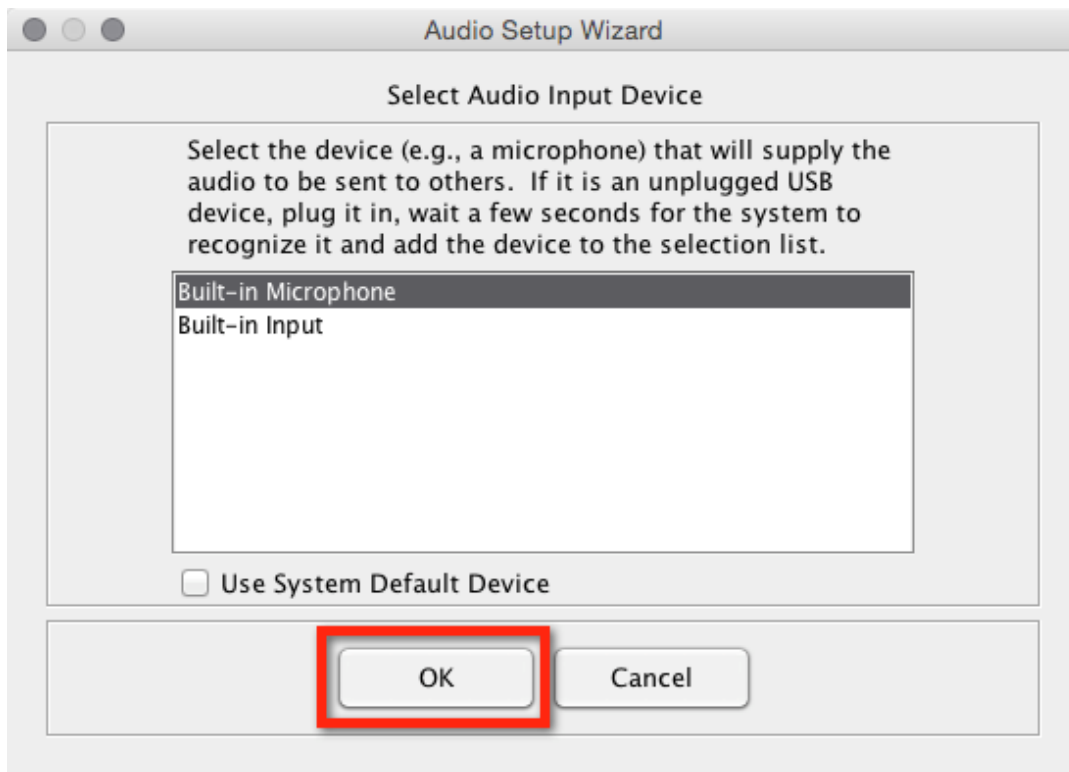 Audio Setup Wizard
Select Audio Input Device
Select the device (e.g., a microphone) that will supply the
audio to be sent to others.  If it is an unplugged USB
device, plug it in, wait a few seconds for the system to
recognize it and add the device to the selection list.
Built-in Microphone
Built-in Input
Use System Default Device
OK Cancel